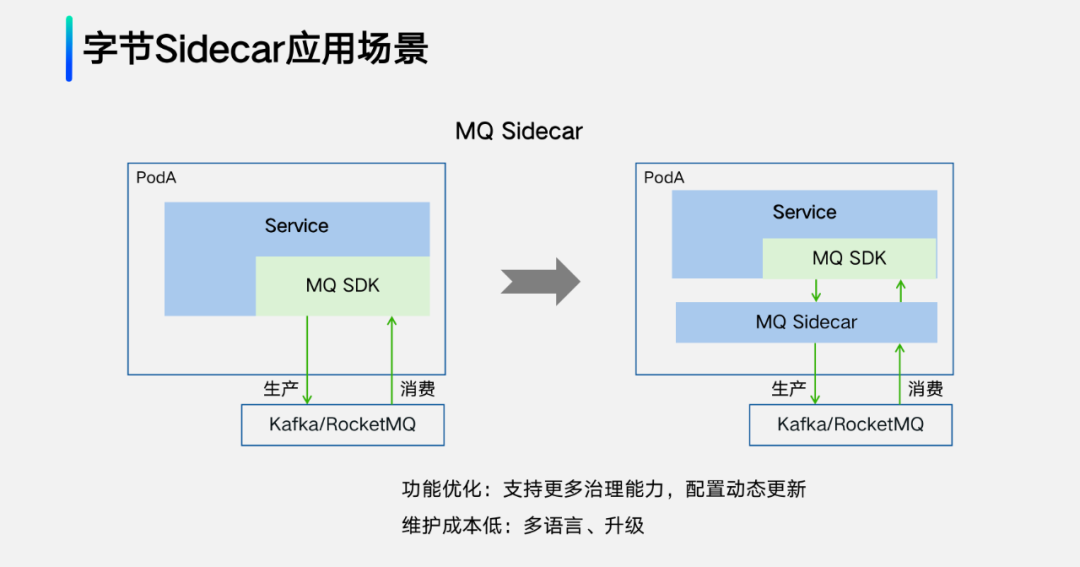 字节Sidecar应用场景
MQ Sidecar
PodA
Service
MQ SDK
生产
消费
Kafka/RocketMQ
PodA
Service
MQ SDK
MQ Sidecar
生产
消费
Kafka/RocketMQ
功能优化：支持更多治理能力，配置动态更新
维护成本低：多语言、升级